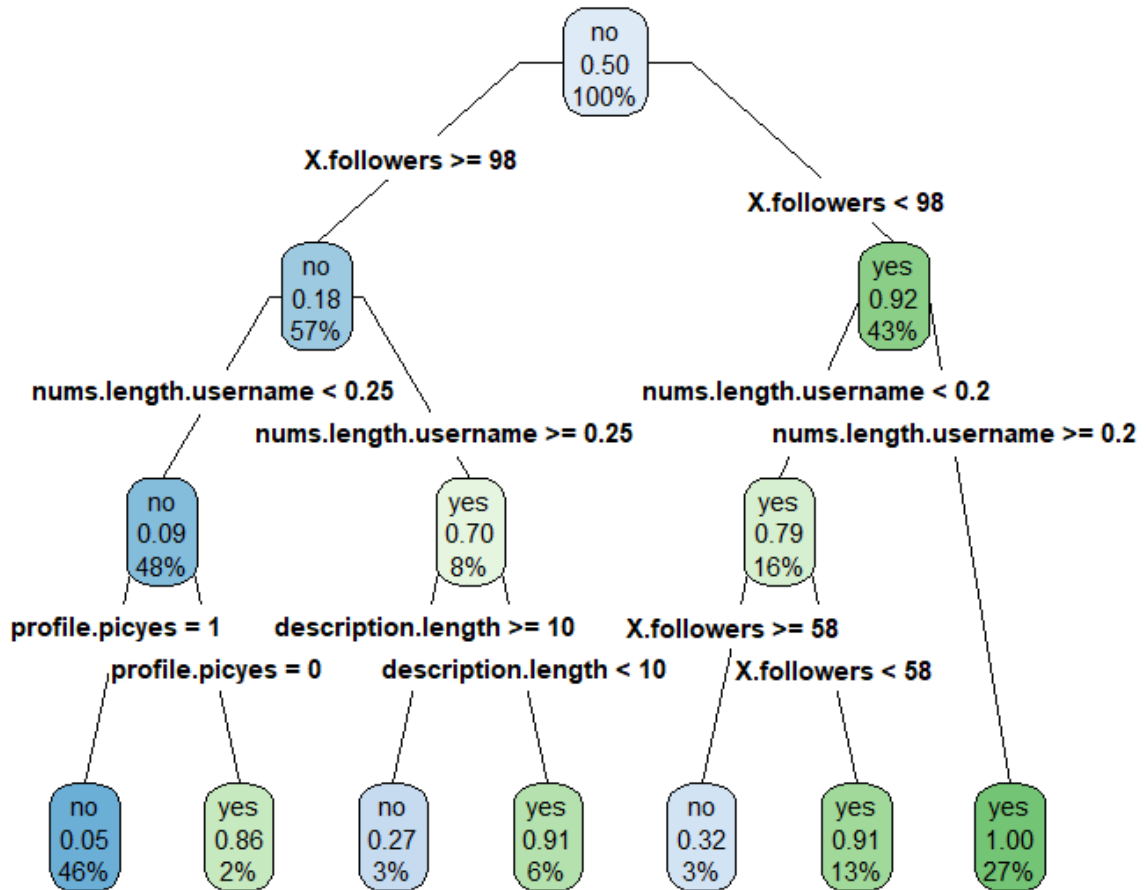 no
0.50
100%
X.followers >= 98
X.followers < 98
no
0.18
57%
yes
0.92
43%
nums.length.username < 0.25
nums.length.username >= 0.25
nums.length.username < 0.2
nums.length.username >= 0.2
no
0.09
48%
yes
0.70
8%
yes
0.79
16%
profile.picyes = 1
profile.picyes = 0
description.length >= 10
description.length < 10
X.followers >= 58
X.followers < 58
no
0.05
46%
yes
0.86
2%
no
0.27
3%
yes
0.91
6%
no
0.32
3%
yes
0.91
13%
yes
1.00
27%